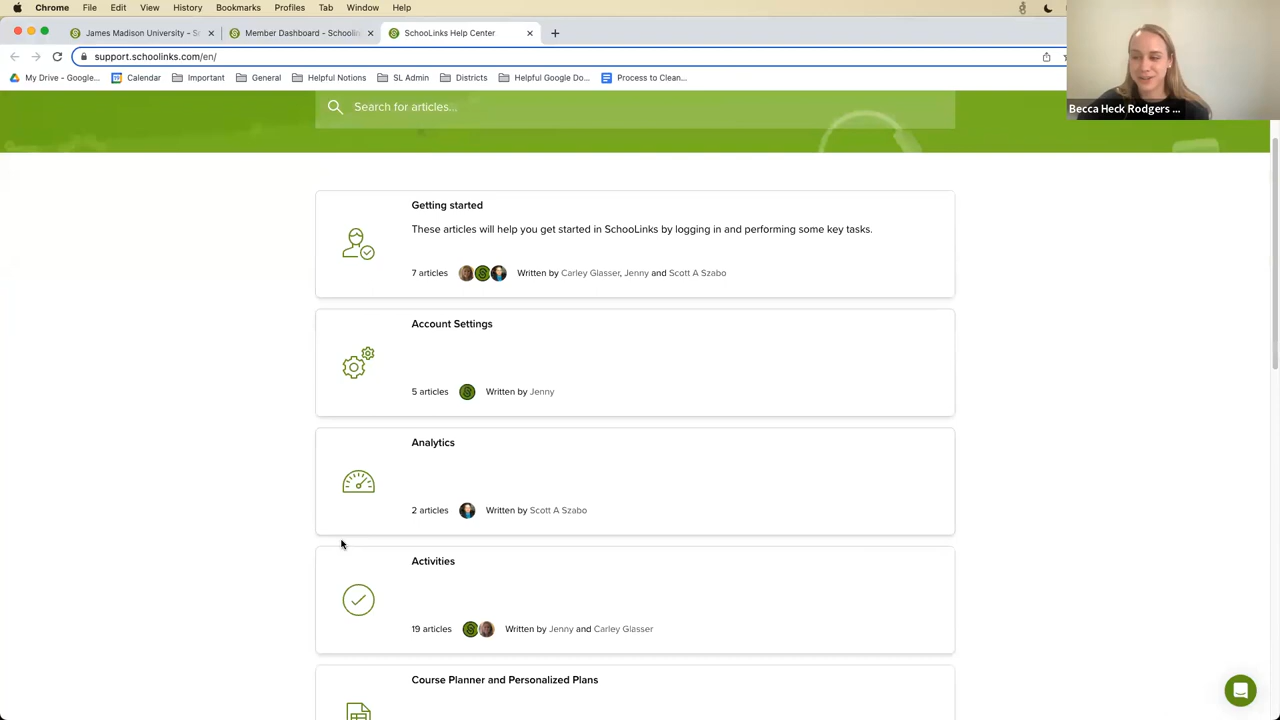 Chrome File Edit View History Bookmarks Profiles Tab Window Help
James Madison University - Sc Member Dashboard - Schoolin SchooLinks Help Center
support.schoolinks.com/en/
My Drive - Google... Calendar Important General Helpful Notions SL Admin Districts Helpful Google Do... Process to Clean...
Becca Heck Rodgers ...
Search for articles...
Getting started
These articles will help you get started in SchooLinks by logging in and performing some key tasks.
7 articles Written by Carley Glasser, Jenny and Scott A Szabo
Account Settings
5 articles Written by Jenny
Analytics
2 articles Written by Scott A Szabo
Activities
19 articles Written by Jenny and Carley Glasser
Course Planner and Personalized Plans